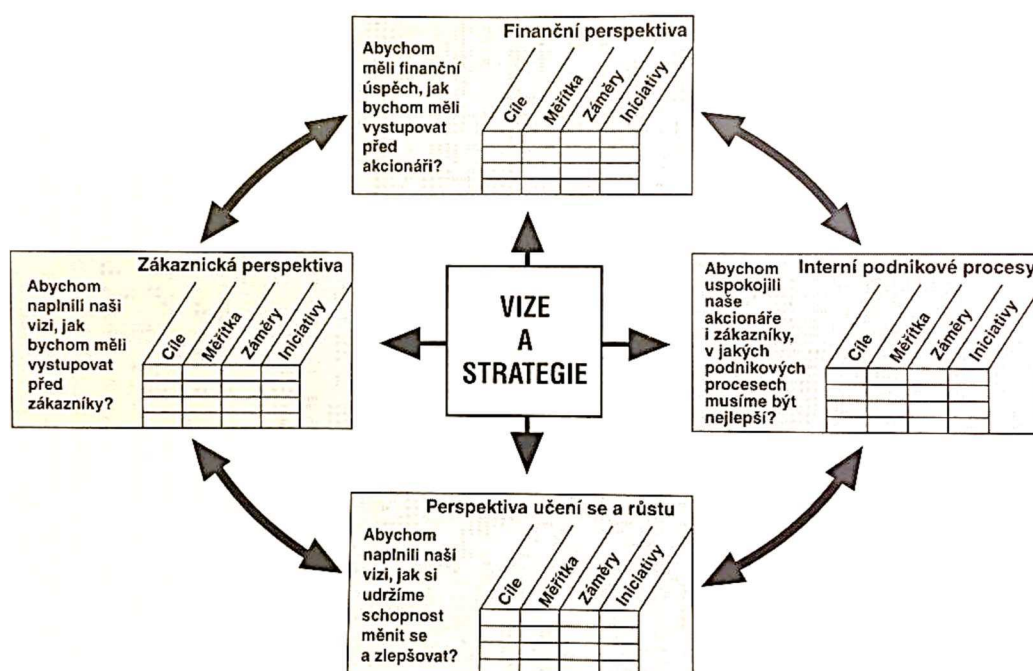 Finanční perspektiva
Abychom
měli finanční
úspěch, jak
bychom měli
vystupovat
před
akcionáři?
Cíle
Měřítka
Záměry
Iniciativy
Zákaznická perspektiva
Abychom
naplnili naši
vizi, jak
bychom měli
vystupovat
před
zákazníky?
Cíle
Měřítka
Záměry
Iniciativy
VIZE
A
STRATEGIE
Interní podnikové procesy
Abychom
uspokojili
naše
akcionáře
i zákazníky,
v jakých
podnikových
procesech
musíme být
nejlepší?
Cíle
Měřítka
Záměry
Iniciativy
Perspektiva učení se a růstu
Abychom
naplnili naši
vizi, jak si
udržíme
schopnost
měnit se
a zlepšovat?
Cíle
Měřítka
Záměry
Iniciativy